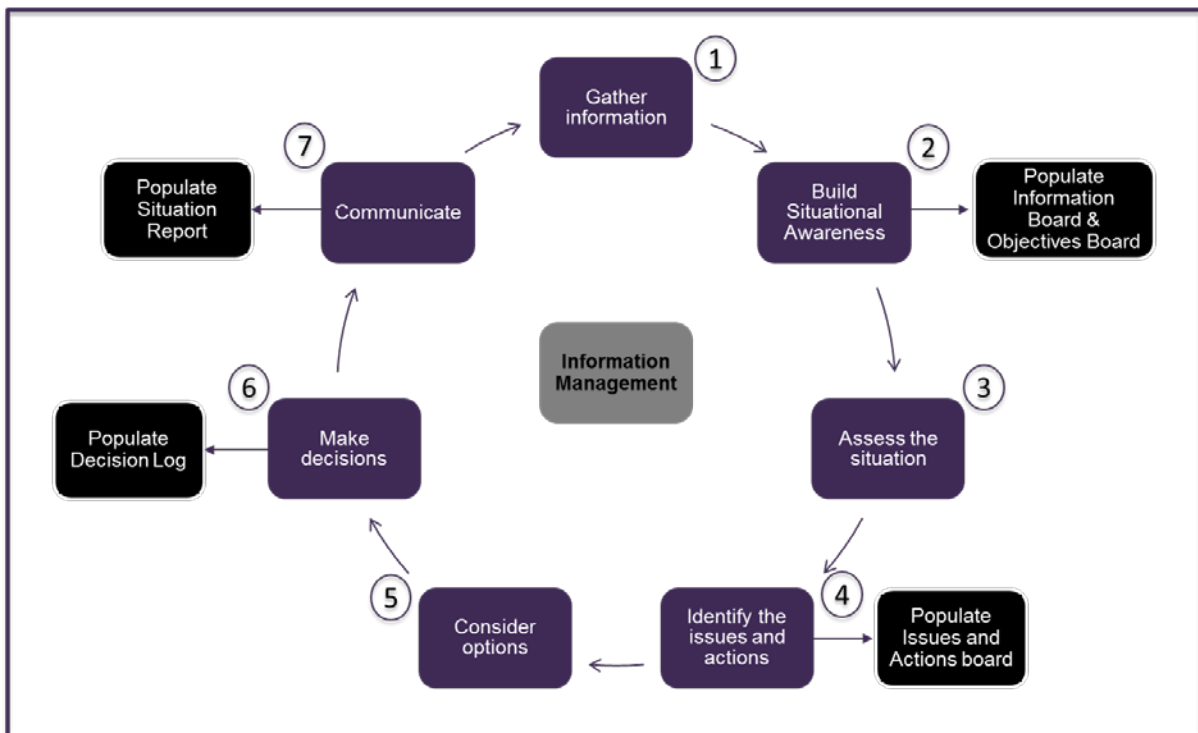 1
Gather
information
2
Build
Situational
Awareness
Populate
Information
Board &
Objectives Board
3
Assess the
situation
4
Identify the
issues and
actions
Populate
Issues and
Actions board
5
Consider
options
6
Make
decisions
Populate
Decision Log
7
Communicate
Populate
Situation
Report
Information
Management